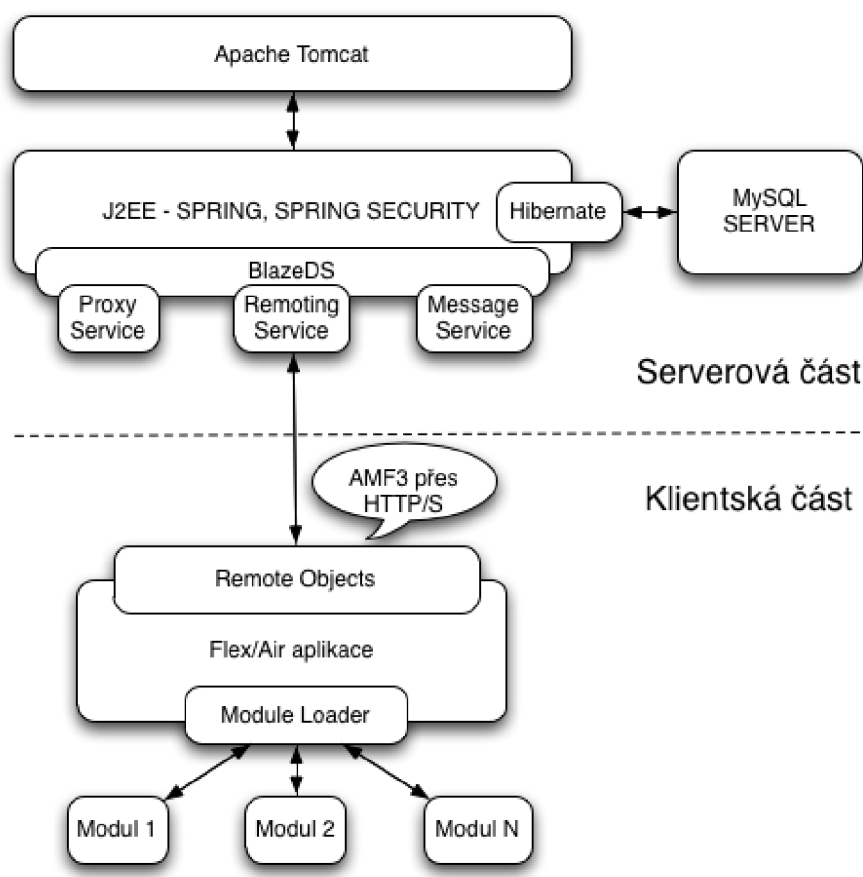 Apache Tomcat
J2EE - SPRING, SPRING SECURITY
Hibernate
MySQL
SERVER
BlazeDS
Proxy
Service
Remoting
Service
Message
Service
Serverová část
AMF3 přes
HTTP/S
Klientská část
Remote Objects
Flex/Air aplikace
Module Loader
Modul 1
Modul 2
Modul N